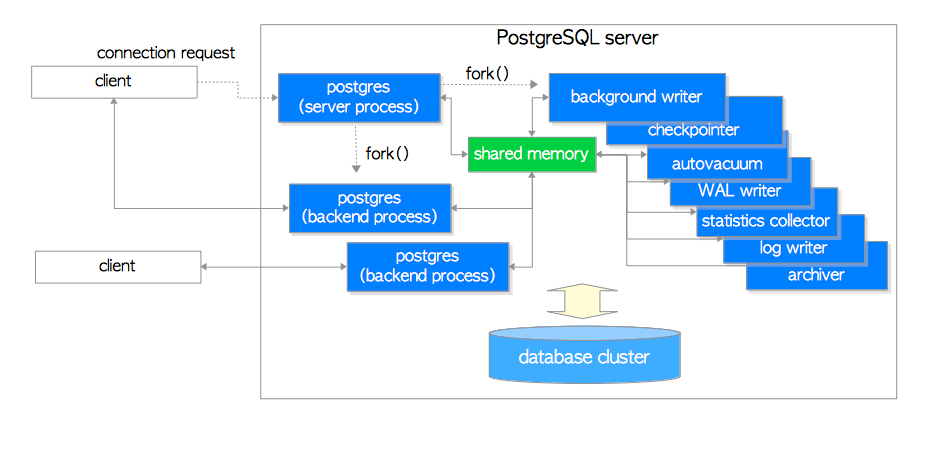 PostgreSQL server
connection request
client
postgres
(server process)
fork()
background writer
checkpointer
fork()
shared memory
autovacuum
WAL writer
postgres
(backend process)
statistics collector
log writer
client
postgres
(backend process)
archiver
database cluster